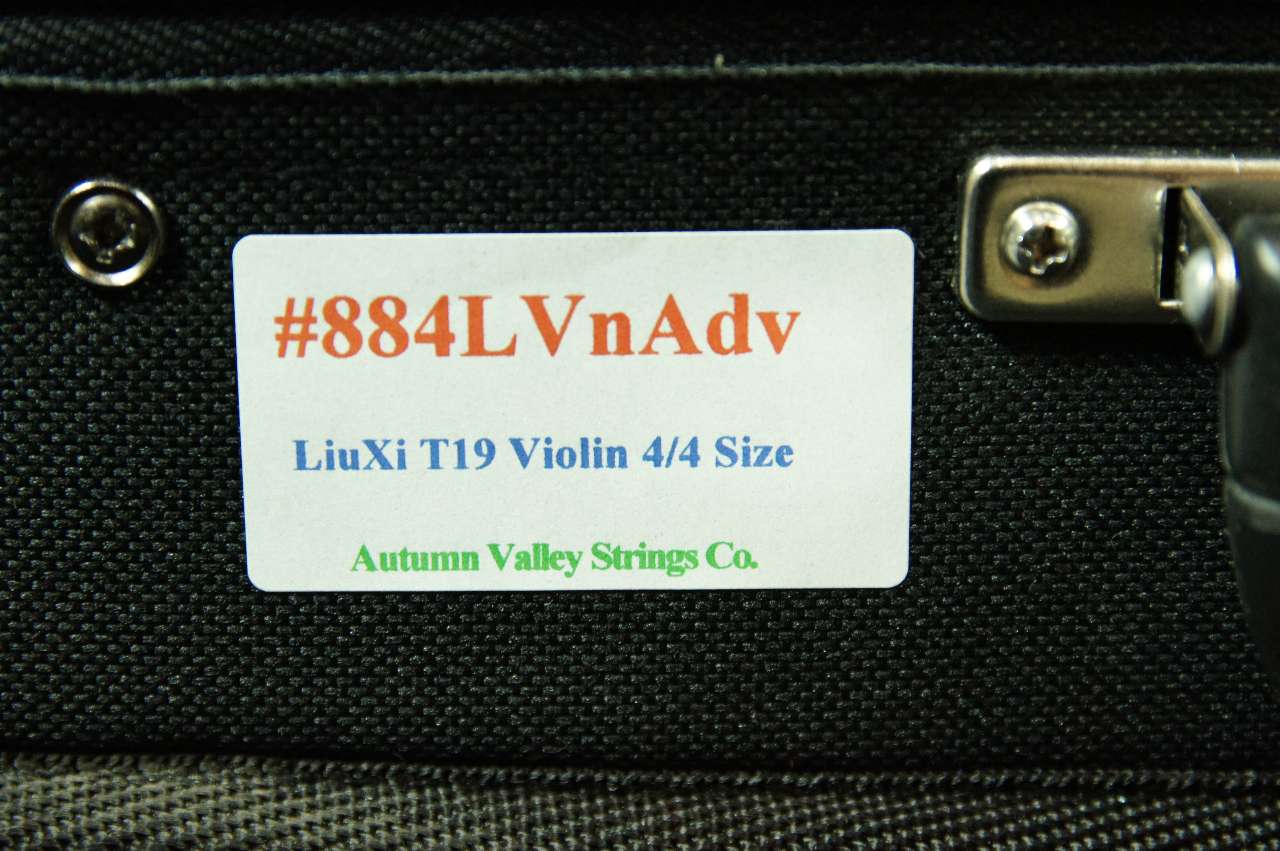 #884LVnAdv
LiuXi T19 Violin 4/4 Size
Autumn Valley Strings Co.